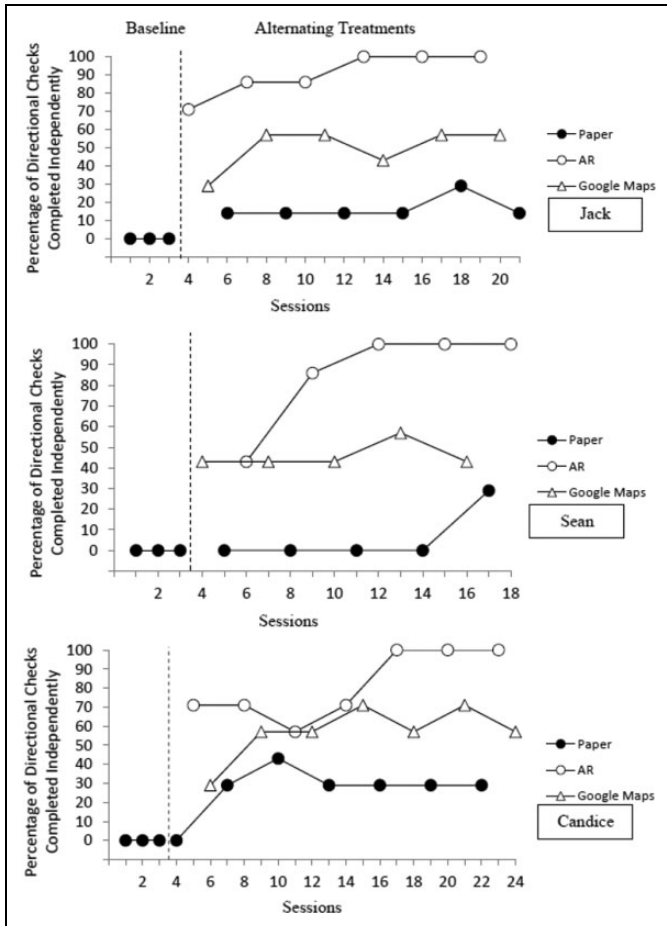 Baseline
Alternating Treatments
Percentage of Directional Checks
Completed Independently
100
90
80
70
60
50
40
30
20
10
0
2 4 6 8 10 12 14 16 18 20
Sessions
Paper
AR
Google Maps
Jack
Percentage of Directional Checks
Completed Independently
100
90
80
70
60
50
40
30
20
10
0
2 4 6 8 10 12 14 16 18
Sessions
Paper
AR
Google Maps
Sean
Percentage of Directional Checks
Completed Independently
100
90
80
70
60
50
40
30
20
10
0
2 4 6 8 10 12 14 16 18 20 22 24
Sessions
Paper
AR
Google Maps
Candice